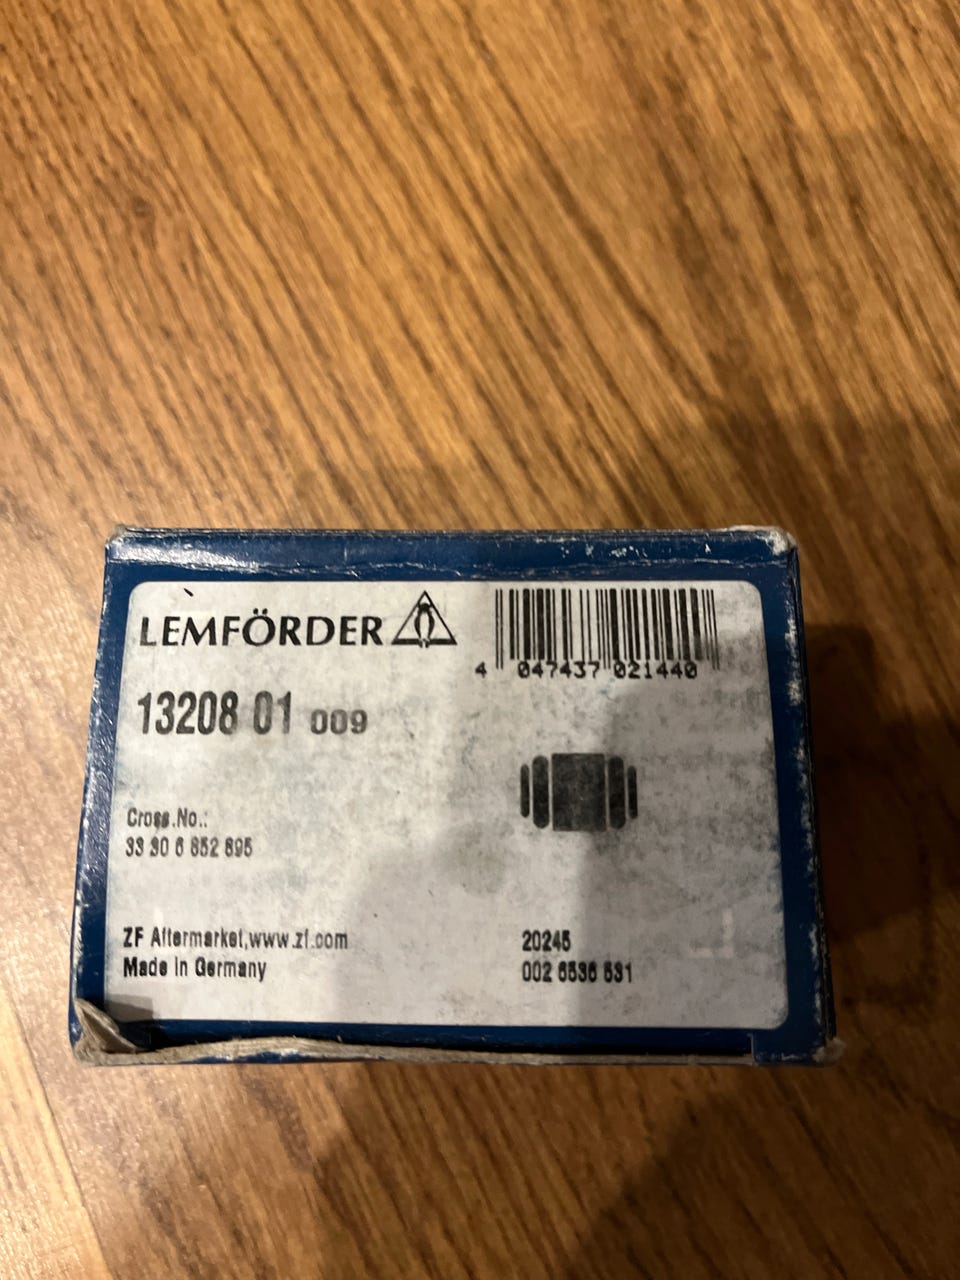 LEMFÖRDER
4 047437 021440
13208 01 009
Cross.No.:
33 30 6 852 895
ZF Aftermarket,www.zf.com
Made in Germany
20245
002 6536 531